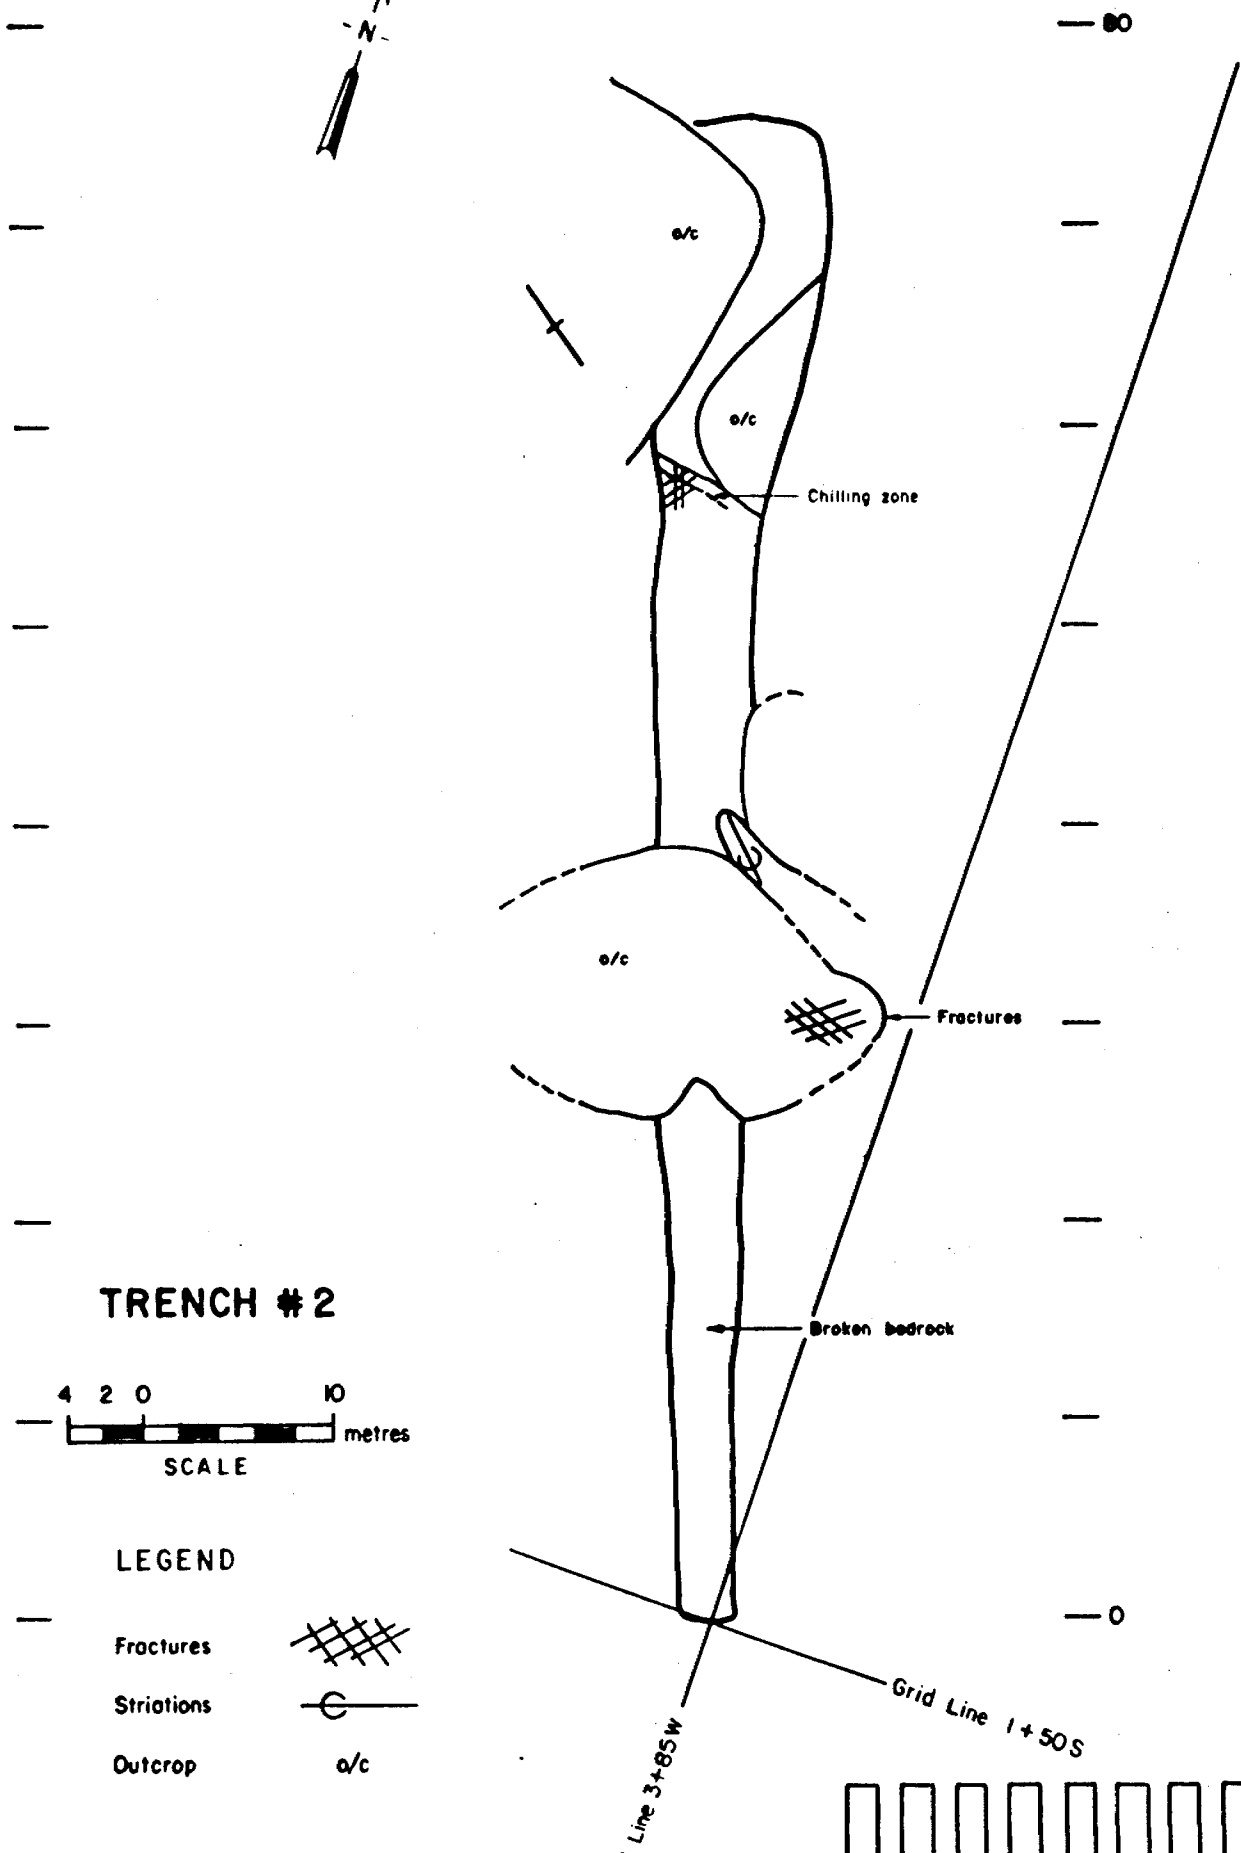 N
80
o/c
o/c
Chilling zone
o/c
Fractures
TRENCH #2
Broken bedrock
4 2 0 10
metres
SCALE
LEGEND
0
Fractures
Striations
Outcrop o/c
Grid Line 1+50S
Line 3+85W